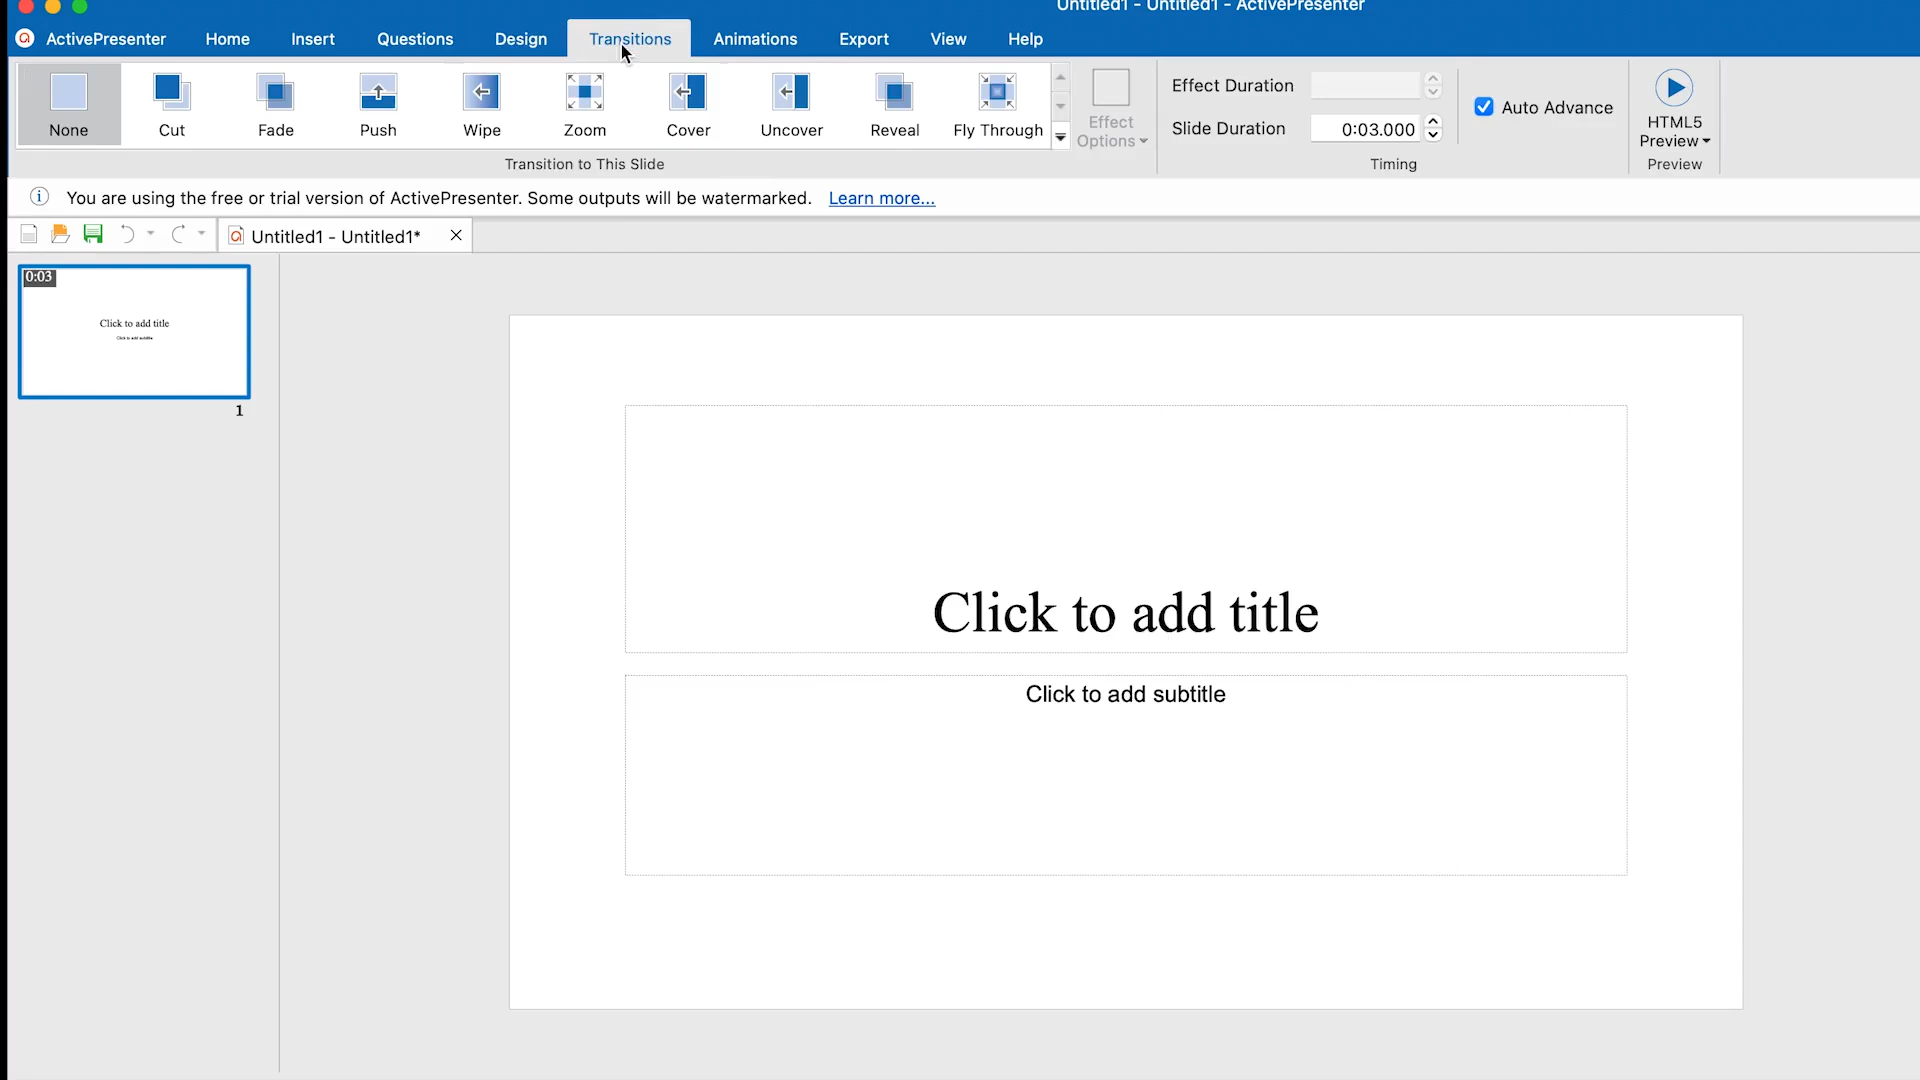 Untitled1 - Untitled1 - ActivePresenter
ActivePresenter Home Insert Questions Design Transitions Animations Export View Help
None Cut Fade Push Wipe Zoom Cover Uncover Reveal Fly Through
Effect Options
Transition to This Slide
Effect Duration
Slide Duration 0:03.000
Auto Advance
Timing
HTML5
Preview
Preview
You are using the free or trial version of ActivePresenter. Some outputs will be watermarked. Learn more...
Untitled1 - Untitled1*
0:03
Click to add title
Click to add subtitle
1
Click to add title
Click to add subtitle